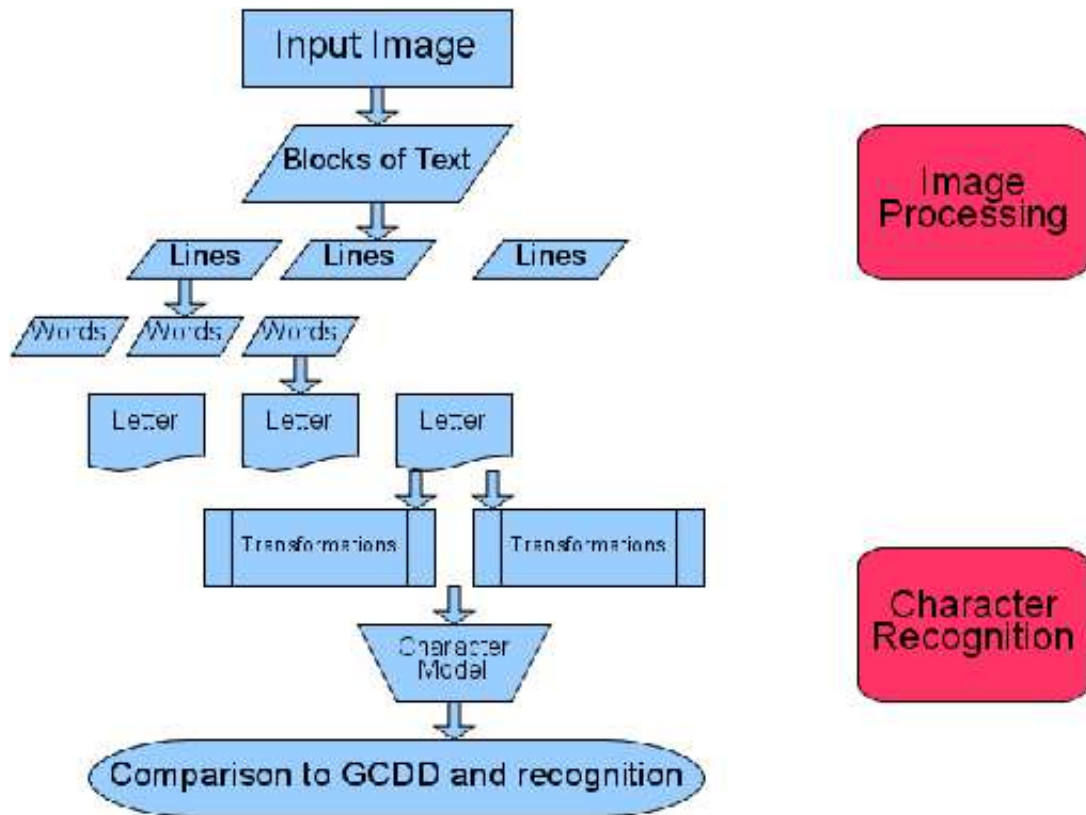 Input Image
Blocks of Text
Image
Processing
Lines Lines Lines
Words Words Words
Letter Letter Letter
Transformations Transformations
Character
Model
Character
Recognition
Comparison to GCDD and recognition